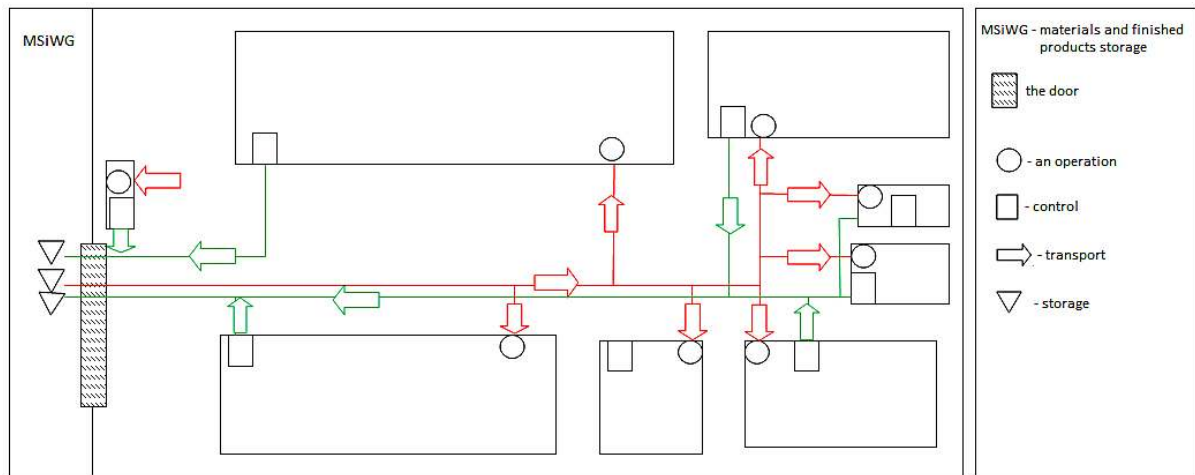 MSiWG
MSiWG - materials and finished
products storage
the door
- an operation
- control
- transport
- storage